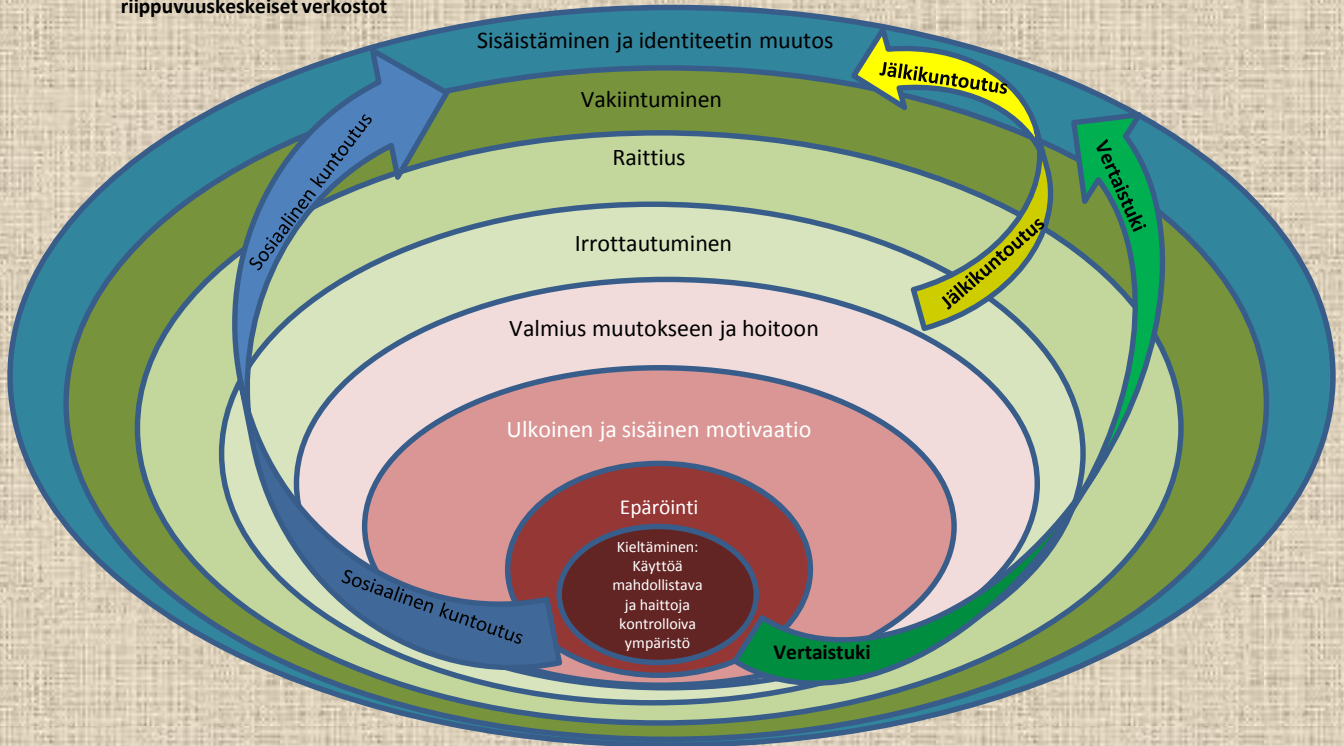 riippuvuuskeskeiset verkostot
Sisäistäminen ja identiteetin muutos
Jälkikuntoutus
Vakiintuminen
Sosiaalinen kuntoutus
Vertaistuki
Raittius
Irrottautuminen
Jälkikuntoutus
Valmius muutokseen ja hoitoon
Ulkoinen ja sisäinen motivaatio
Epäröinti
Kieltäminen:
Käyttöä
mahdollistava
ja haittoja
kontrolloiva
ympäristö
Sosiaalinen kuntoutus
Vertaistuki